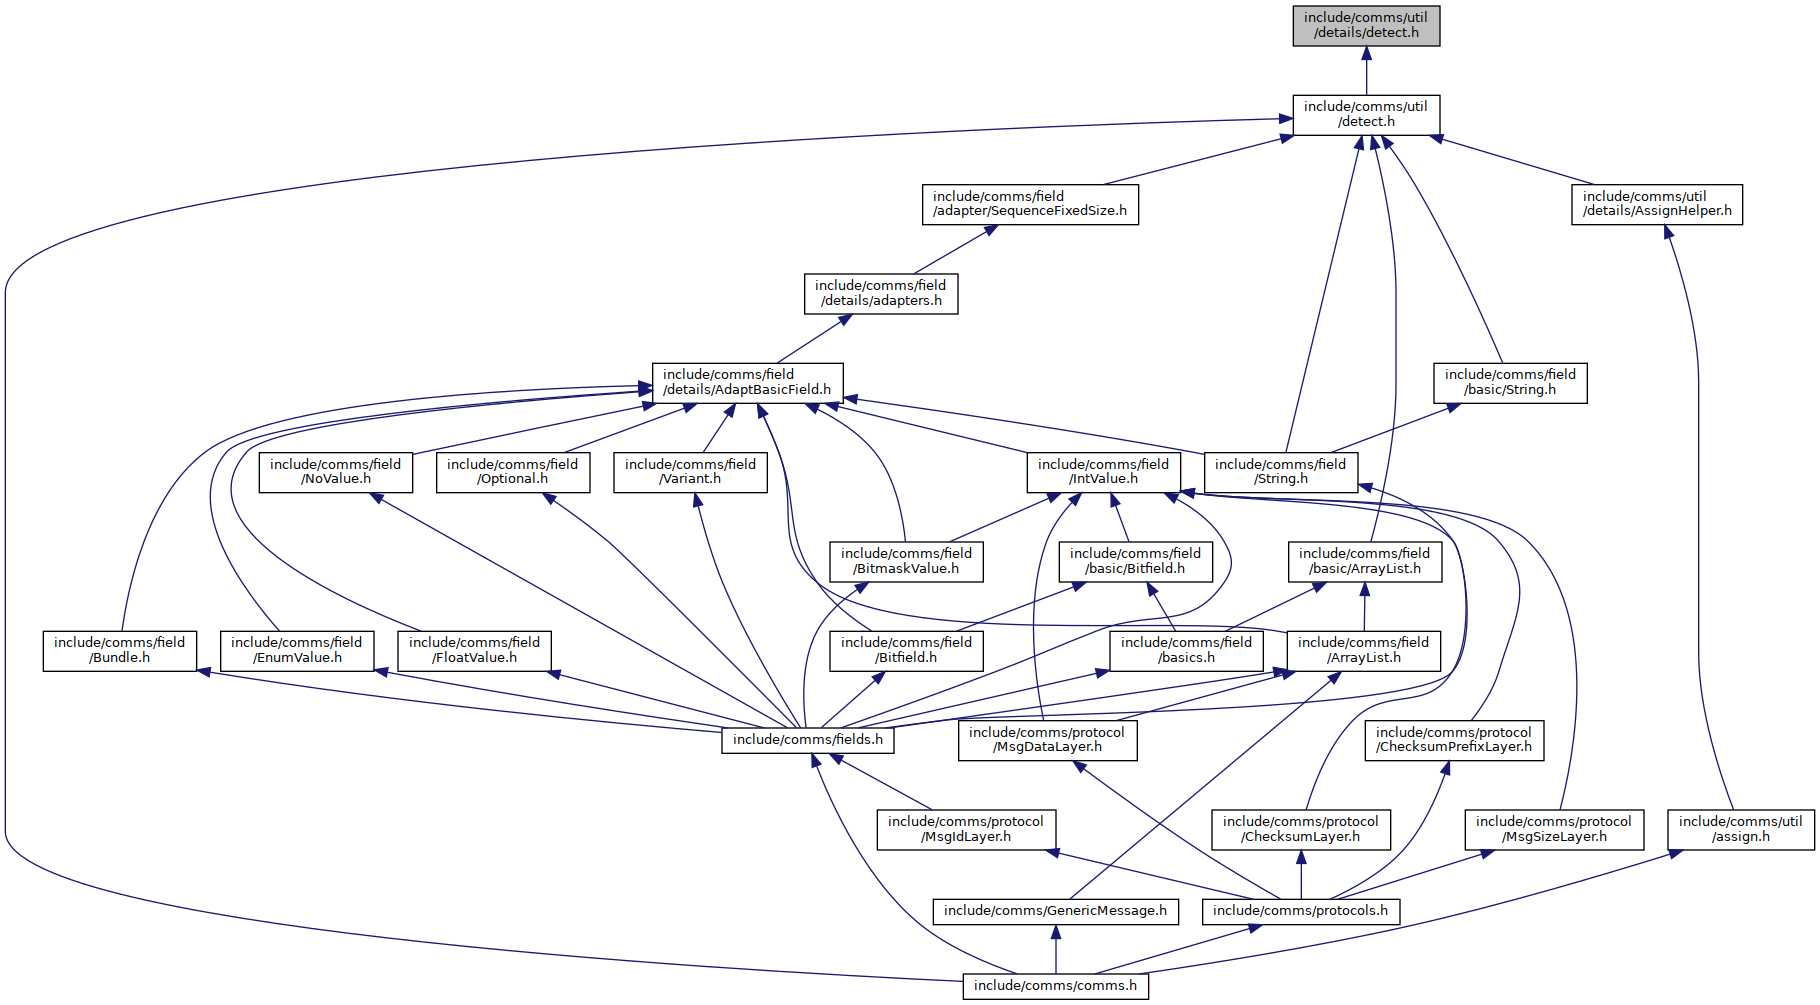 include/comms/util
/details/detect.h
include/comms/util
/detect.h
include/comms/field
/adapter/SequenceFixedSize.h
include/comms/util
/details/AssignHelper.h
include/comms/field
/details/adapters.h
include/comms/field
/details/AdaptBasicField.h
include/comms/field
/basic/String.h
include/comms/field
/NoValue.h
include/comms/field
/Optional.h
include/comms/field
/Variant.h
include/comms/field
/IntValue.h
include/comms/field
/String.h
include/comms/field
/BitmaskValue.h
include/comms/field
/basic/Bitfield.h
include/comms/field
/basic/ArrayList.h
include/comms/field
/Bundle.h
include/comms/field
/EnumValue.h
include/comms/field
/FloatValue.h
include/comms/field
/Bitfield.h
include/comms/field
/basics.h
include/comms/field
/ArrayList.h
include/comms/fields.h
include/comms/protocol
/MsgDataLayer.h
include/comms/protocol
/ChecksumPrefixLayer.h
include/comms/protocol
/MsgIdLayer.h
include/comms/protocol
/ChecksumLayer.h
include/comms/protocol
/MsgSizeLayer.h
include/comms/util
/assign.h
include/comms/GenericMessage.h
include/comms/protocols.h
include/comms/comms.h